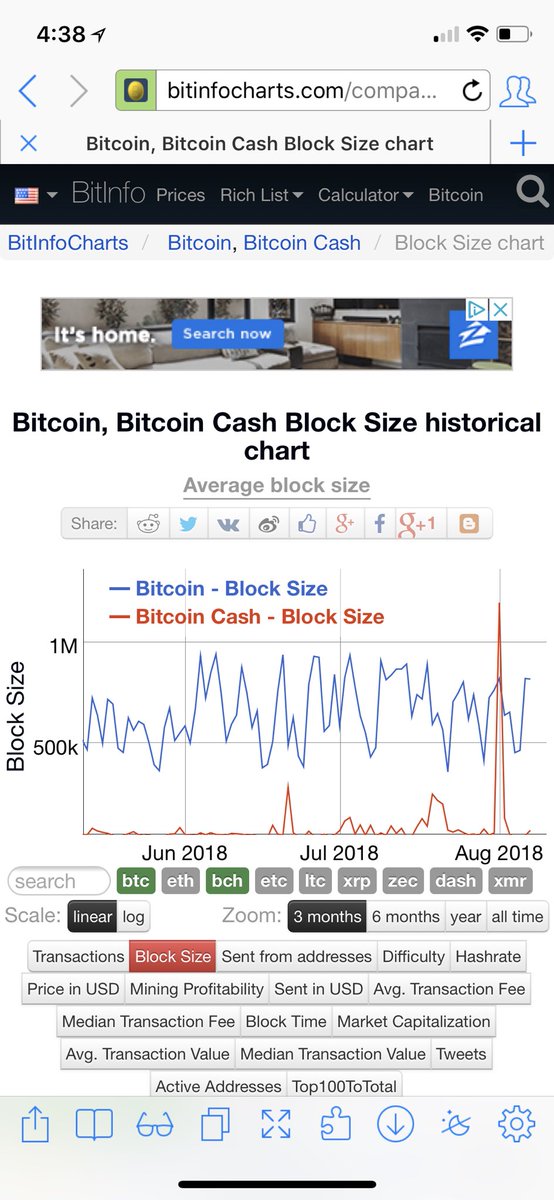 4:38
bitinfocharts.com/compa...
Bitcoin, Bitcoin Cash Block Size chart
BitInfo Prices Rich List Calculator Bitcoin
BitInfoCharts / Bitcoin, Bitcoin Cash / Block Size chart
It's home. Search now
Bitcoin, Bitcoin Cash Block Size historical
chart
Average block size
Share: g+ f g+1
Bitcoin - Block Size
Bitcoin Cash - Block Size
Block Size
1M
500k
Jun 2018 Jul 2018 Aug 2018
search btc eth bch etc ltc xrp zec dash xmr
Scale: linear log Zoom: 3 months 6 months year all time
Transactions Block Size Sent from addresses Difficulty Hashrate
Price in USD Mining Profitability Sent in USD Avg. Transaction Fee
Median Transaction Fee Block Time Market Capitalization
Avg. Transaction Value Median Transaction Value Tweets
Active Addresses Top100ToTotal